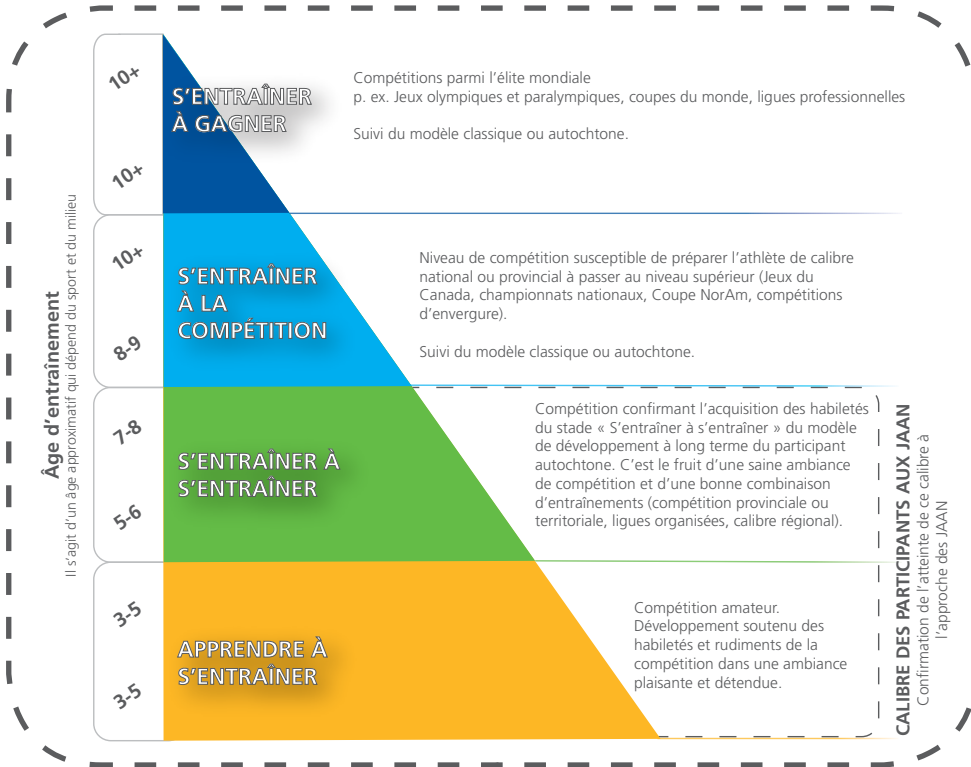 Âge d'entraînement
Il s'agit d'un âge approximatif qui dépend du sport et du milieu
10+
10+
S'ENTRAÎNER
À GAGNER
Compétitions parmi l'élite mondiale
p. ex. Jeux olympiques et paralympiques, coupes du monde, ligues professionnelles
Suivi du modèle classique ou autochtone.
10+
8-9
S'ENTRAÎNER
À LA
COMPÉTITION
Niveau de compétition susceptible de préparer l'athlète de calibre
national ou provincial à passer au niveau supérieur (Jeux du
Canada, championnats nationaux, Coupe NorAm, compétitions
d'envergure).
Suivi du modèle classique ou autochtone.
7-8
5-6
S'ENTRAÎNER À
S'ENTRAÎNER
Compétition confirmant l'acquisition des habiletés
du stade « S'entraîner à s'entraîner » du modèle
de développement à long terme du participant
autochtone. C'est le fruit d'une saine ambiance
de compétition et d'une bonne combinaison
d'entraînements (compétition provinciale ou
territoriale, ligues organisées, calibre régional).
3-5
3-5
APPRENDRE À
S'ENTRAÎNER
Compétition amateur.
Développement soutenu des
habiletés et rudiments de la
compétition dans une ambiance
plaisante et détendue.
CALIBRE DES PARTICIPANTS AUX JAAN
Confirmation de l'atteinte de ce calibre à
l'approche des JAAN